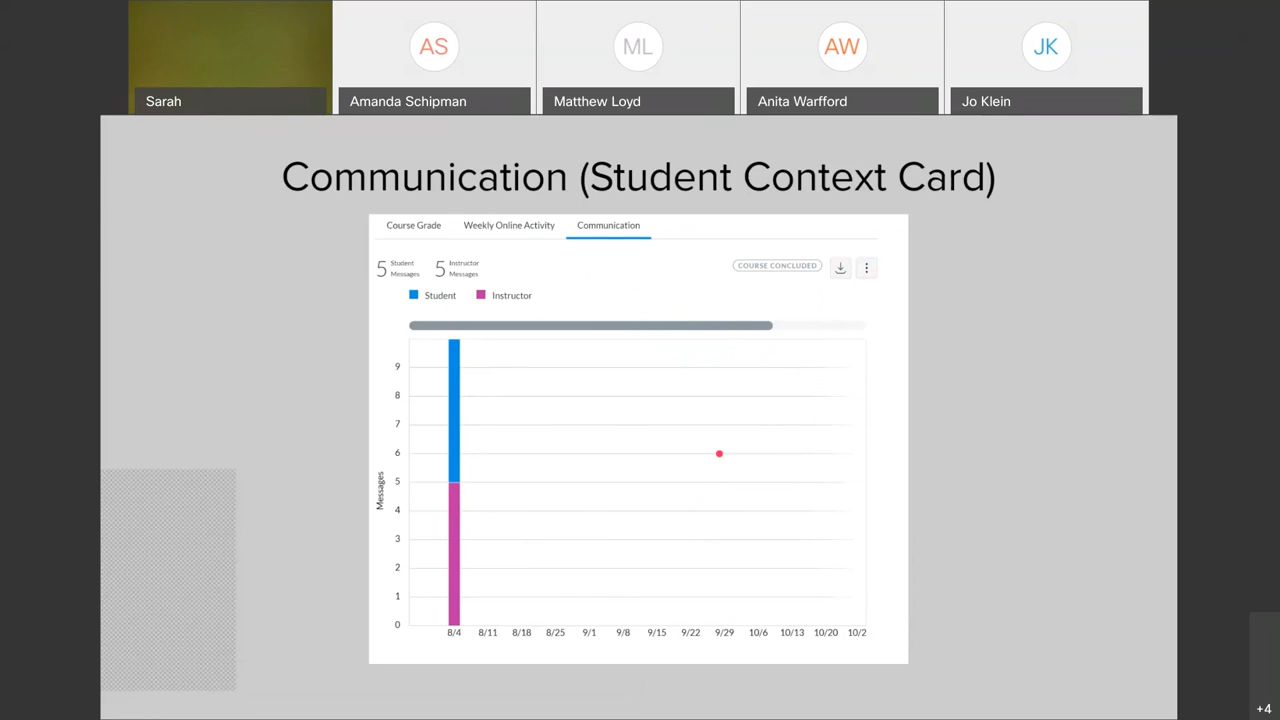 AS
ML
AW
JK
Sarah
Amanda Schipman
Matthew Loyd
Anita Warfford
Jo Klein
Communication (Student Context Card)
Course Grade
Weekly Online Activity
Communication
5 Student Messages
5 Instructor Messages
COURSE CONCLUDED
Student
Instructor
9
8
7
6
5
4
3
2
1
0
Messages
8/4
8/11
8/18
8/25
9/1
9/8
9/15
9/22
9/29
10/6
10/13
10/20
10/2
+4